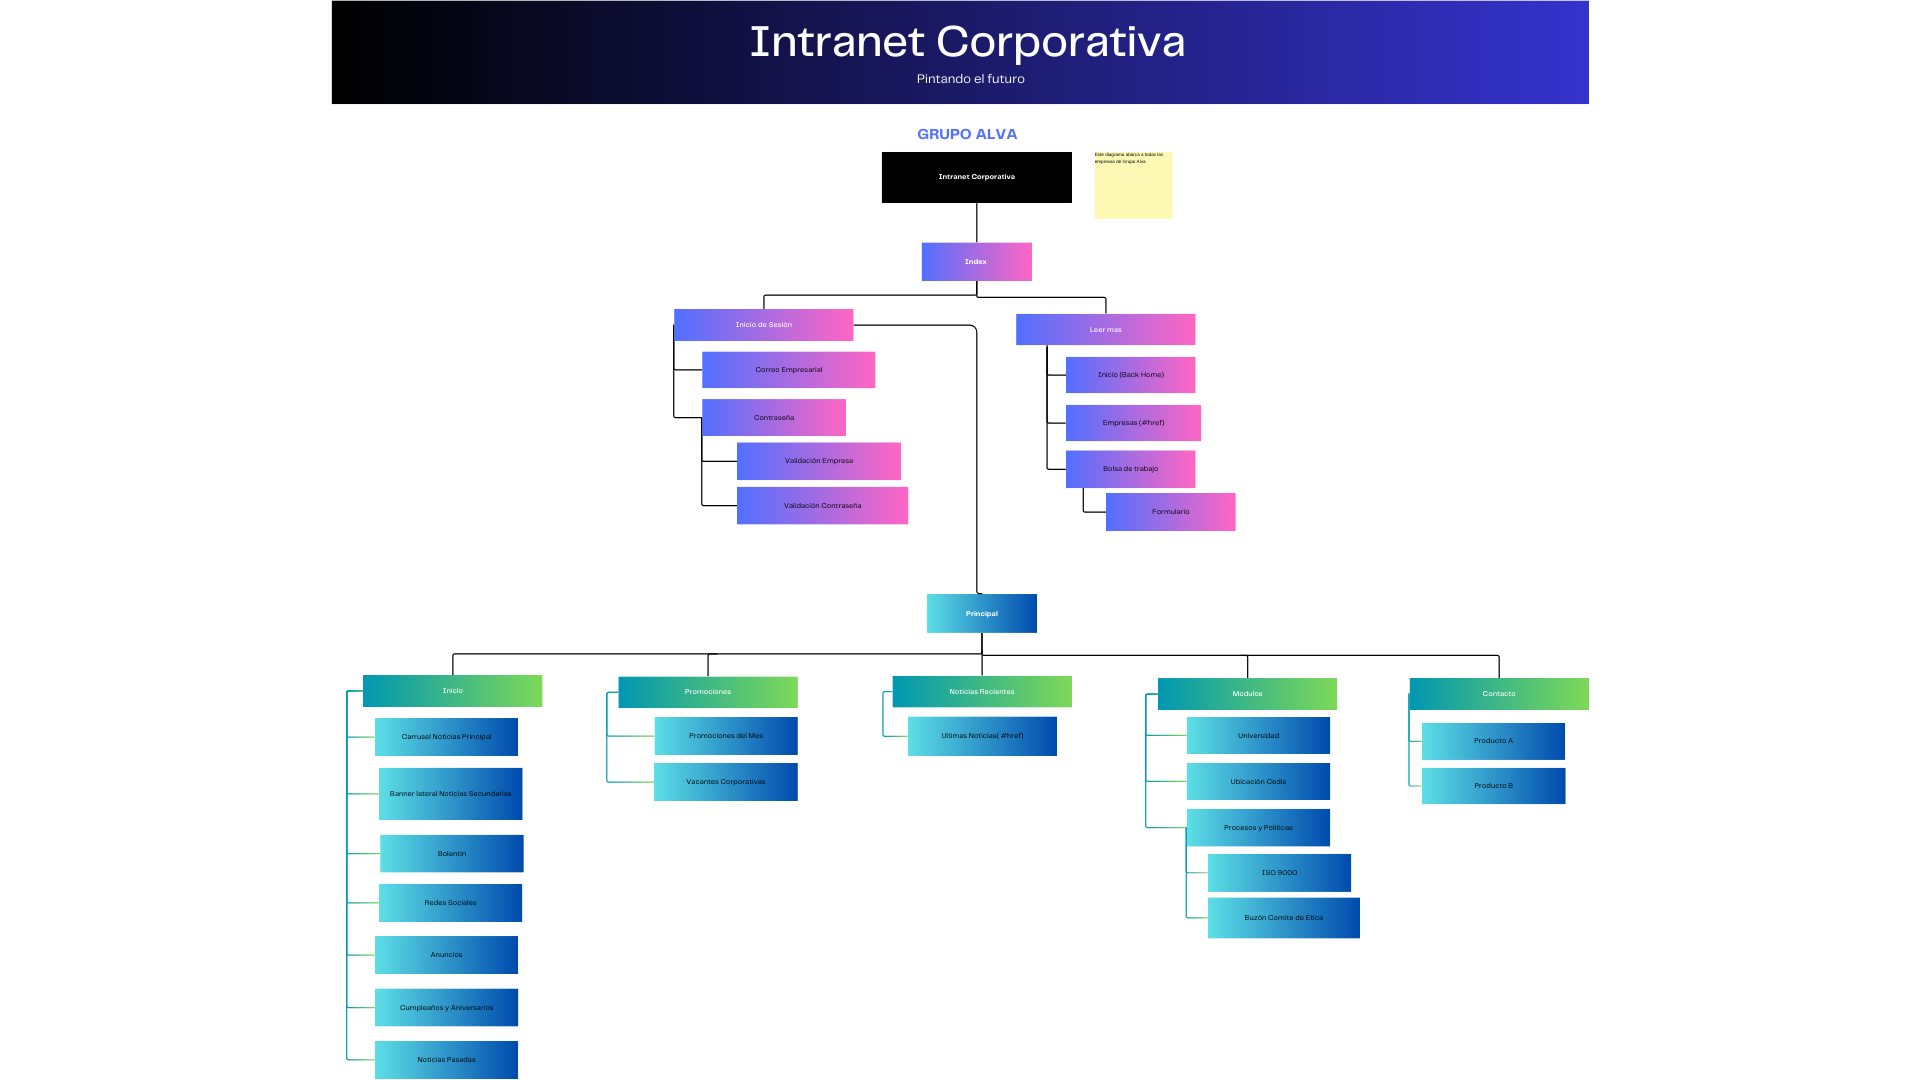 Intranet Corporativa
Pintando el futuro
GRUPO ALVA
Intranet Corporativa
Este diagrama abarca a todas las
empresas de Grupo Alva
Index
Inicio de Sesión
Leer mas
Correo Empresarial
Inicio (Back Home)
Contraseña
Empresas (#href)
Validación Empresa
Bolsa de trabajo
Validación Contraseña
Formulario
Principal
Inicio
Promociones
Noticias Recientes
Modulos
Contacto
Carrusel Noticias Principal
Promociones del Mes
Ultimas Noticias( #href)
Universidad
Producto A
Banner lateral Noticias Secundarias
Vacantes Corporativas
Ubicación Cedis
Producto B
Bolentin
Procesos y Politicas
Redes Sociales
ISO 9000
Anuncios
Buzón Comite de Etica
Cumpleaños y Aniversarios
Noticias Pasadas